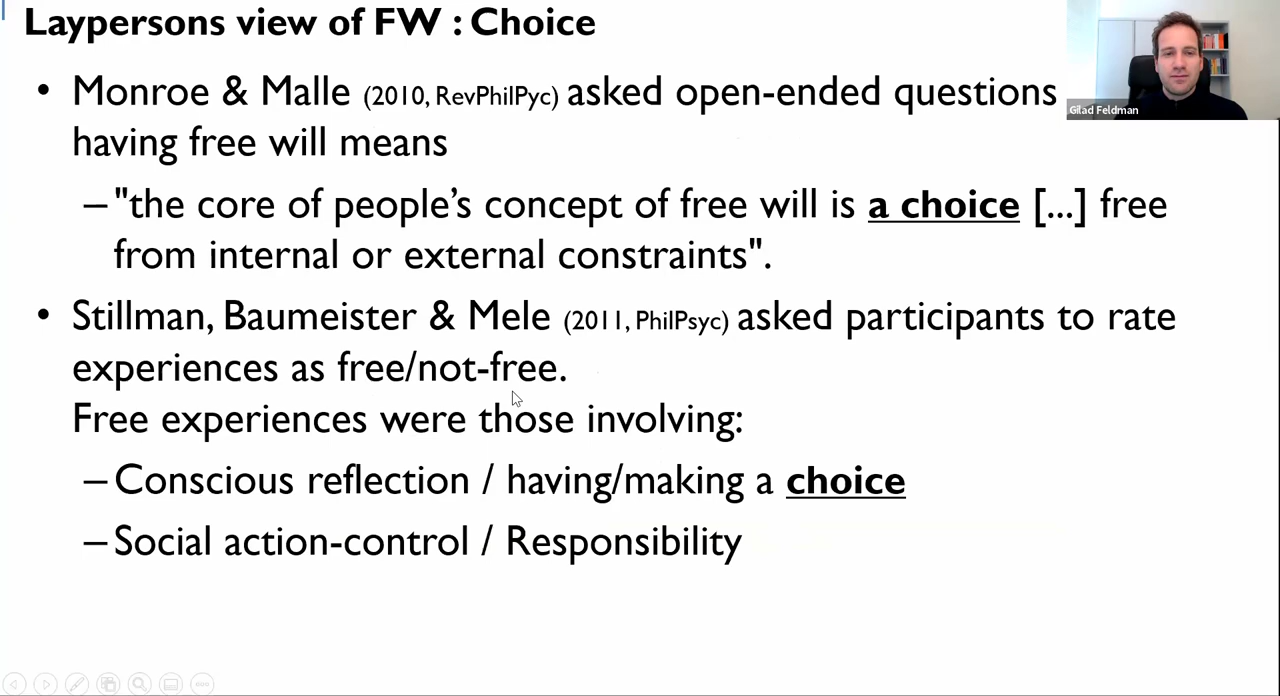 Laypersons view of FW : Choice
Gilad Feldman
• Monroe & Malle (2010, RevPhilPyc) asked open-ended questions
having free will means
– "the core of people’s concept of free will is a choice [...] free
from internal or external constraints".
• Stillman, Baumeister & Mele (2011, PhilPsyc) asked participants to rate
experiences as free/not-free.
Free experiences were those involving:
– Conscious reflection / having/making a choice
– Social action-control / Responsibility